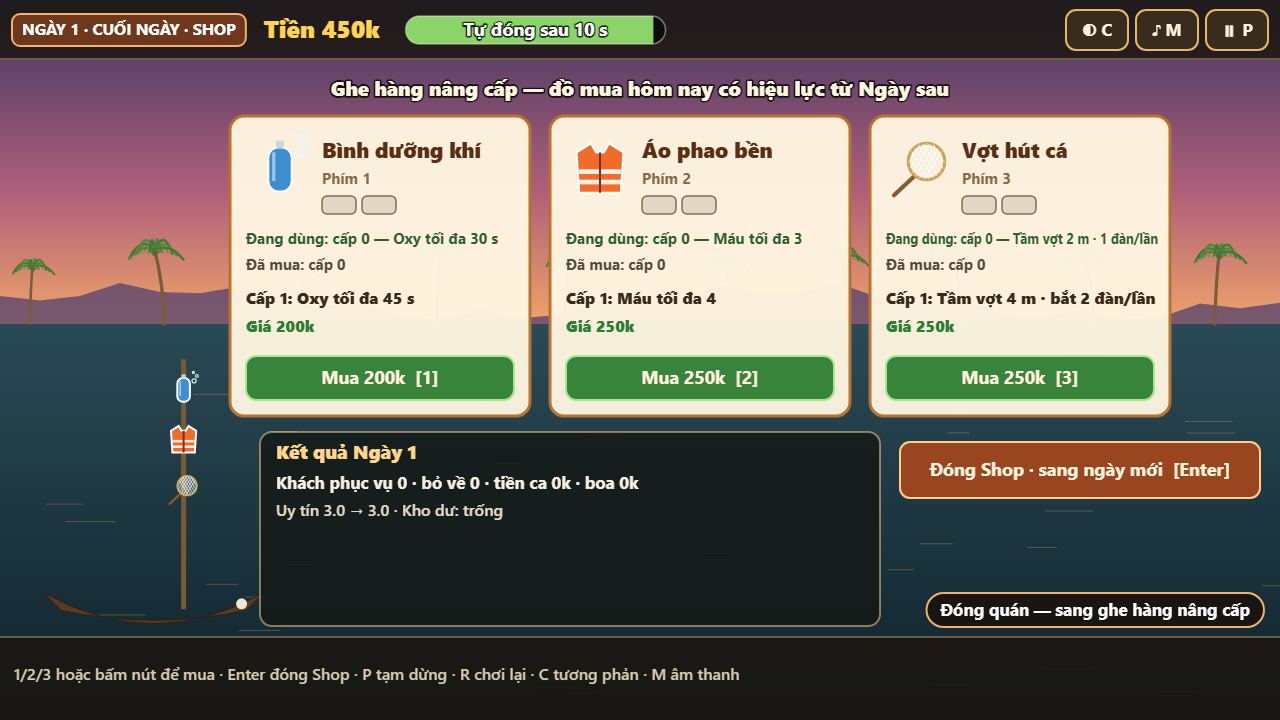 NGÀY 1 · CUỐI NGÀY · SHOP
Tiền 450k
Tự đóng sau 10 s
◐ C
♪ M
⏸ P
Ghe hàng nâng cấp — đồ mua hôm nay có hiệu lực từ Ngày sau
Bình dưỡng khí
Phím 1
Đang dùng: cấp 0 — Oxy tối đa 30 s
Đã mua: cấp 0
Cấp 1: Oxy tối đa 45 s
Giá 200k
Mua 200k [1]
Áo phao bền
Phím 2
Đang dùng: cấp 0 — Máu tối đa 3
Đã mua: cấp 0
Cấp 1: Máu tối đa 4
Giá 250k
Mua 250k [2]
Vợt hút cá
Phím 3
Đang dùng: cấp 0 — Tầm vợt 2 m · 1 đàn/lần
Đã mua: cấp 0
Cấp 1: Tầm vợt 4 m · bắt 2 đàn/lần
Giá 250k
Mua 250k [3]
Kết quả Ngày 1
Khách phục vụ 0 · bỏ về 0 · tiền ca 0k · boa 0k
Uy tín 3.0 → 3.0 · Kho dư: trống
Đóng Shop · sang ngày mới [Enter]
Đóng quán — sang ghe hàng nâng cấp
1/2/3 hoặc bấm nút để mua · Enter đóng Shop · P tạm dừng · R chơi lại · C tương phản · M âm thanh